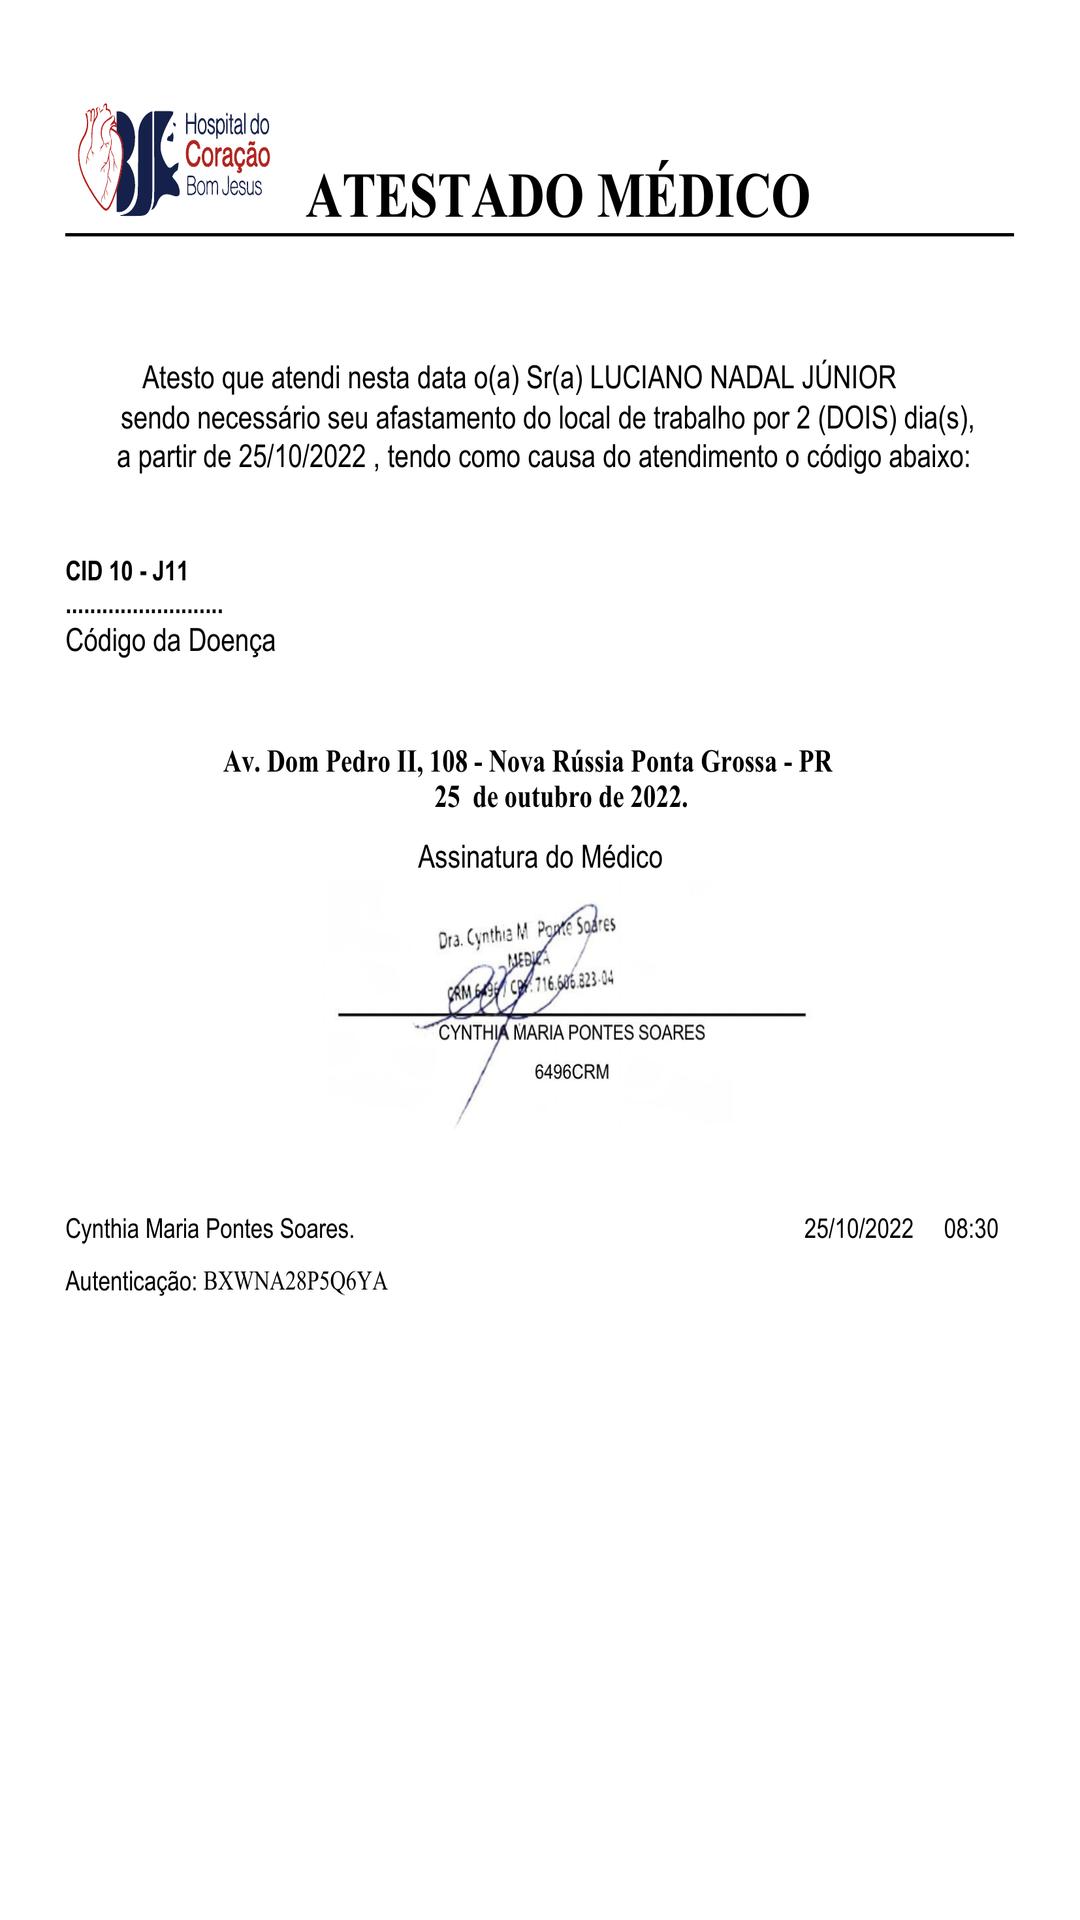 Hospital do
Coração
Bom Jesus
ATESTADO MÉDICO
Atesto que atendi nesta data o(a) Sr(a) LUCIANO NADAL JÚNIOR
sendo necessário seu afastamento do local de trabalho por 2 (DOIS) dia(s),
a partir de 25/10/2022 , tendo como causa do atendimento o código abaixo:
CID 10 - J11
..........................
Código da Doença
Av. Dom Pedro II, 108 - Nova Rússia Ponta Grossa - PR
25 de outubro de 2022.
Assinatura do Médico
Dra. Cynthia M Ponte Soares
MEDICA
CRM 6496 / CPF: 716.606.823-04
CYNTHIA MARIA PONTES SOARES
6496CRM
Cynthia Maria Pontes Soares. 25/10/2022 08:30
Autenticação: BXWNA28P5Q6YA